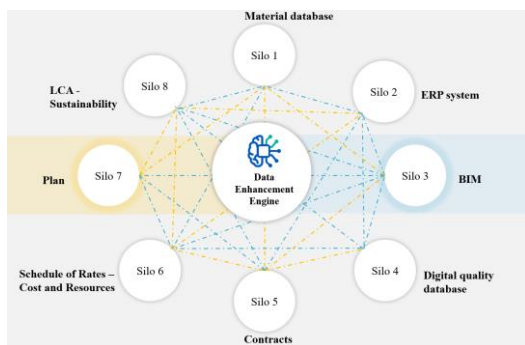 Material database
Silo 1
LCA -
Sustainability
Silo 8
Silo 2
ERP system
Data
Enhancement
Engine
Plan
Silo 7
Silo 3
BIM
Schedule of Rates –
Cost and Resources
Silo 6
Silo 4
Digital quality
database
Silo 5
Contracts